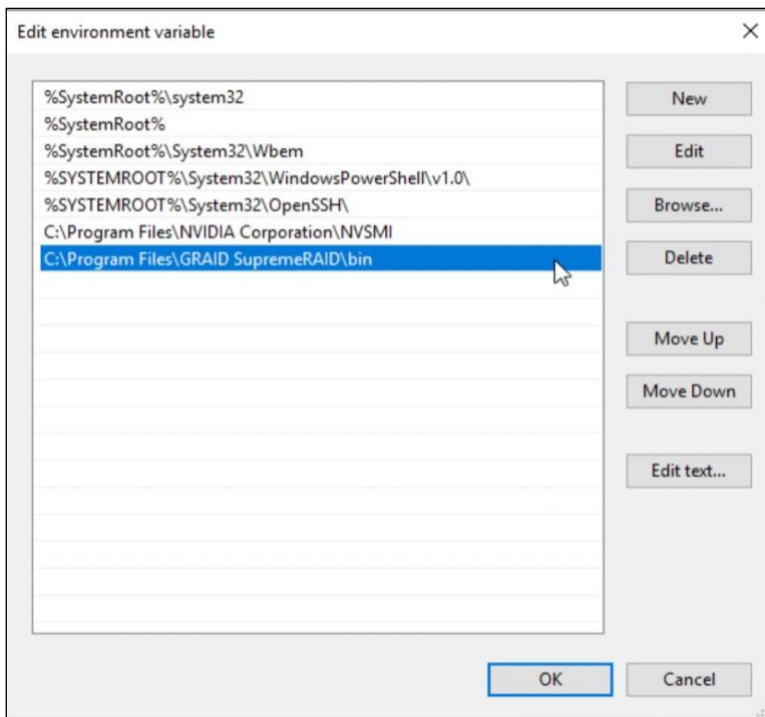 Edit environment variable
%SystemRoot%\system32
%SystemRoot%
%SystemRoot%\System32\Wbem
%SYSTEMROOT%\System32\WindowsPowerShell\v1.0\
%SYSTEMROOT%\System32\OpenSSH\
C:\Program Files\NVIDIA Corporation\NVSMI
C:\Program Files\GRAID SupremeRAID\bin
New
Edit
Browse...
Delete
Move Up
Move Down
Edit text...
OK
Cancel